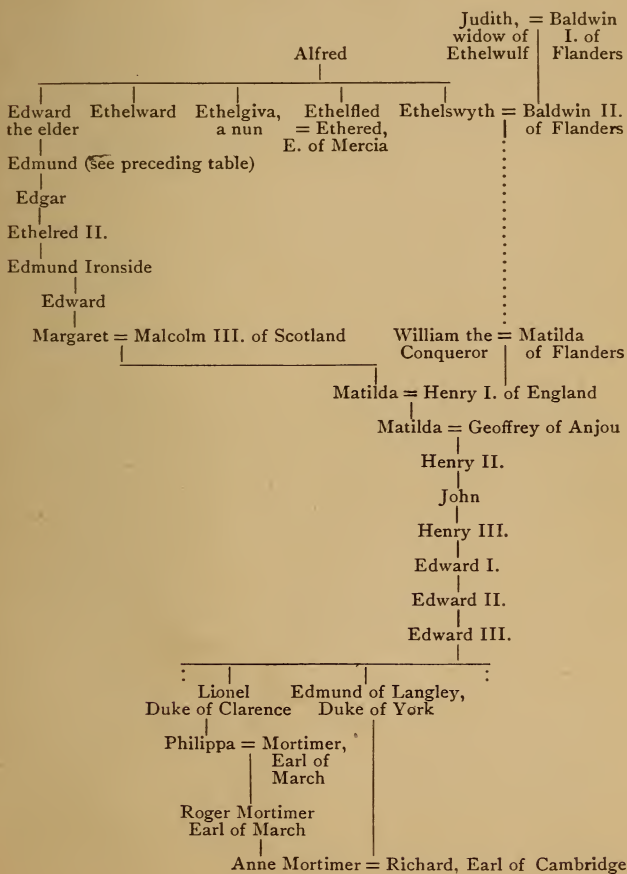 Judith, = Baldwin
widow of I. of
Ethelwulf Flanders
Alfred
Edward Ethelward Ethelgiva, Ethelfled Ethelswyth = Baldwin II.
the elder a nun = Ethered, of Flanders
E. of Mercia
Edmund (see preceding table)
Edgar
Ethelred II.
Edmund Ironside
Edward
Margaret = Malcolm III. of Scotland William the = Matilda
Conqueror of Flanders
Matilda = Henry I. of England
Matilda = Geoffrey of Anjou
Henry II.
John
Henry III.
Edward I.
Edward II.
Edward III.
Lionel Edmund of Langley,
Duke of Clarence Duke of York
Philippa = Mortimer,
Earl of
March
Roger Mortimer
Earl of March
Anne Mortimer = Richard, Earl of Cambridge